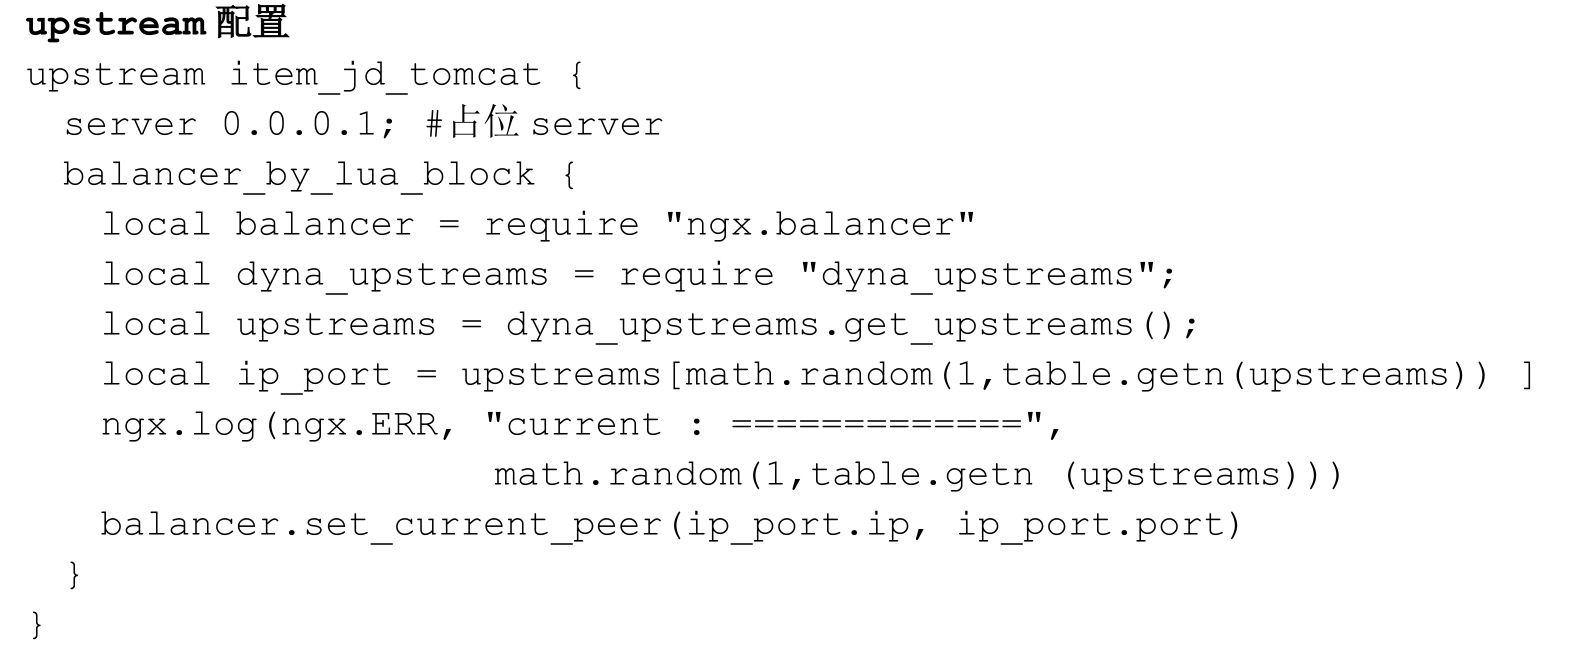 upstream 配置
upstream item_jd_tomcat {
  server 0.0.0.1; #占位 server
  balancer_by_lua_block {
    local balancer = require "ngx.balancer"
    local dyna_upstreams = require "dyna_upstreams";
    local upstreams = dyna_upstreams.get_upstreams();
    local ip_port = upstreams[math.random(1,table.getn(upstreams)) ]
    ngx.log(ngx.ERR, "current : =============",
                     math.random(1,table.getn (upstreams)))
    balancer.set_current_peer(ip_port.ip, ip_port.port)
  }
}